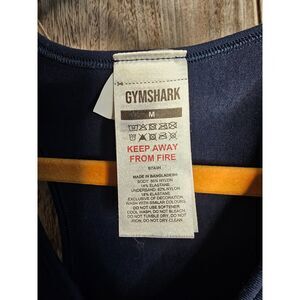 GYMSHARK
M
KEEP AWAY
FROM FIRE
MADE IN BANGLADESH
BODY: 86% NYLON
14% ELASTANE
UNDERBAND: 82% NYLON
18% ELASTANE
EXCLUSIVE OF DECORATION
WASH WITH SIMILAR COLOURS
DO NOT USE SOFTENER
COOL WASH, DO NOT BLEACH,
DO NOT TUMBLE DRY, DO NOT
IRON, DO NOT DRY CLEAN